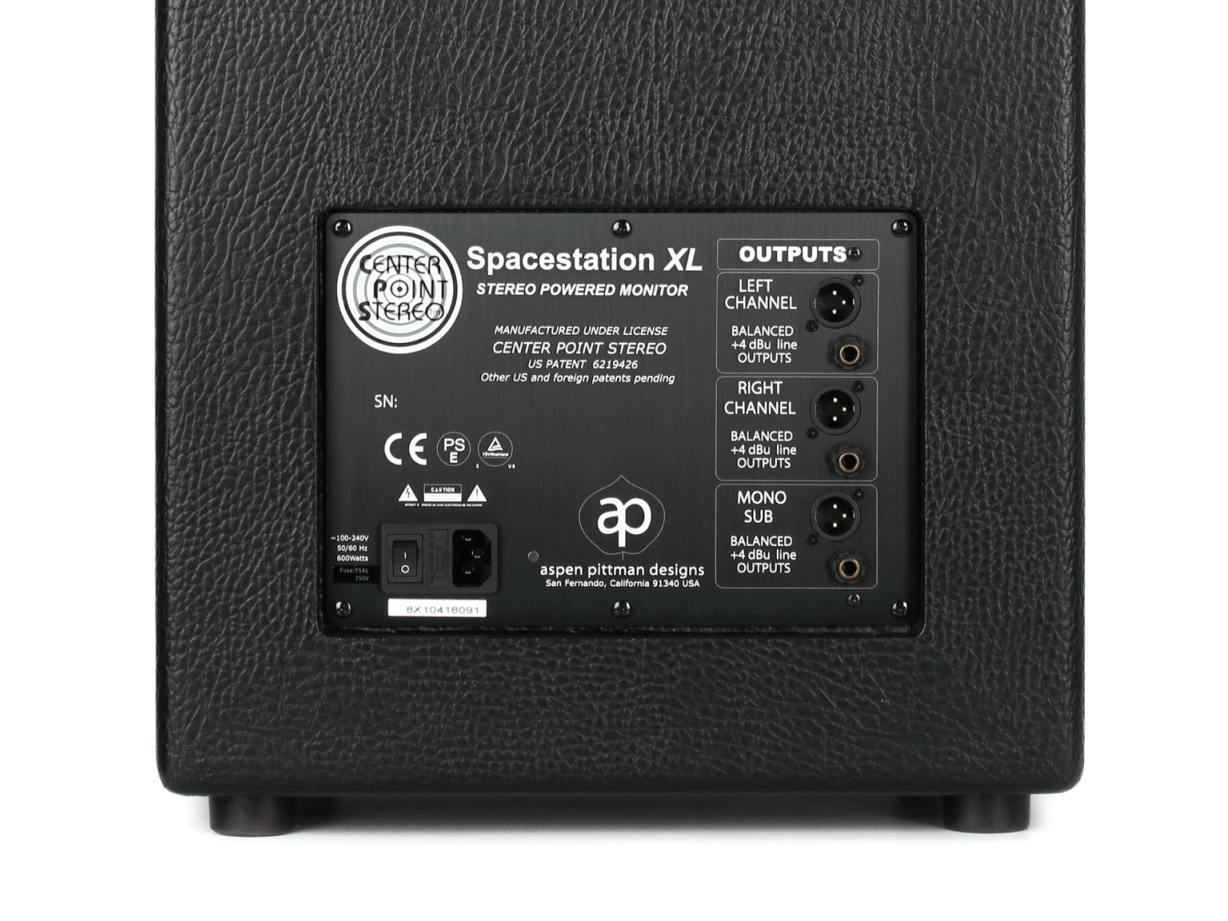 CENTER
POINT
STEREO
Spacestation XL
STEREO POWERED MONITOR
MANUFACTURED UNDER LICENSE
CENTER POINT STEREO
US PATENT 6219426
Other US and foreign patents pending
SN:
CE
PS
E
C US
CAUTION
~100-240V
50/60 Hz
600Watts
250V
8X10418091
ap
aspen pittman designs
San Fernando, California 91340 USA
OUTPUTS
LEFT
CHANNEL
BALANCED
+4 dBu line
OUTPUTS
RIGHT
CHANNEL
BALANCED
+4 dBu line
OUTPUTS
MONO
SUB
BALANCED
+4 dBu line
OUTPUTS